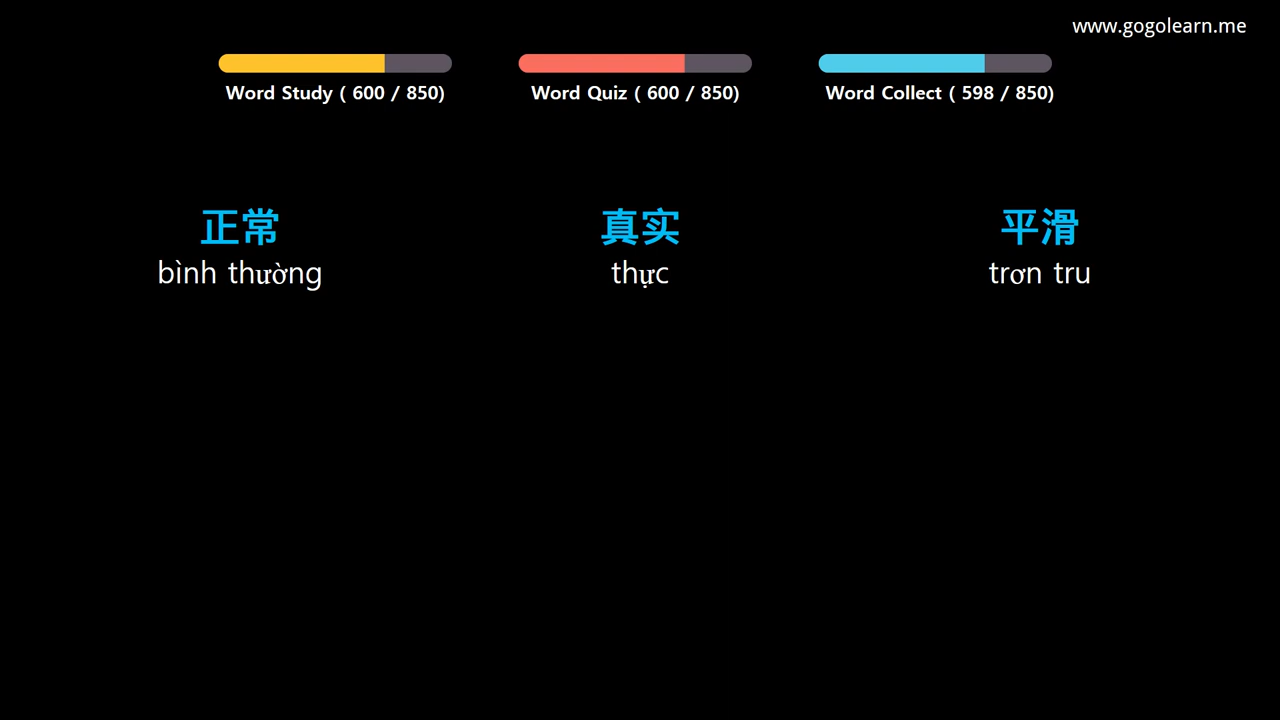 www.gogolearn.me
Word Study ( 600 / 850)
Word Quiz ( 600 / 850)
Word Collect ( 598 / 850)
正常
bình thường
真实
thực
平滑
trơn tru